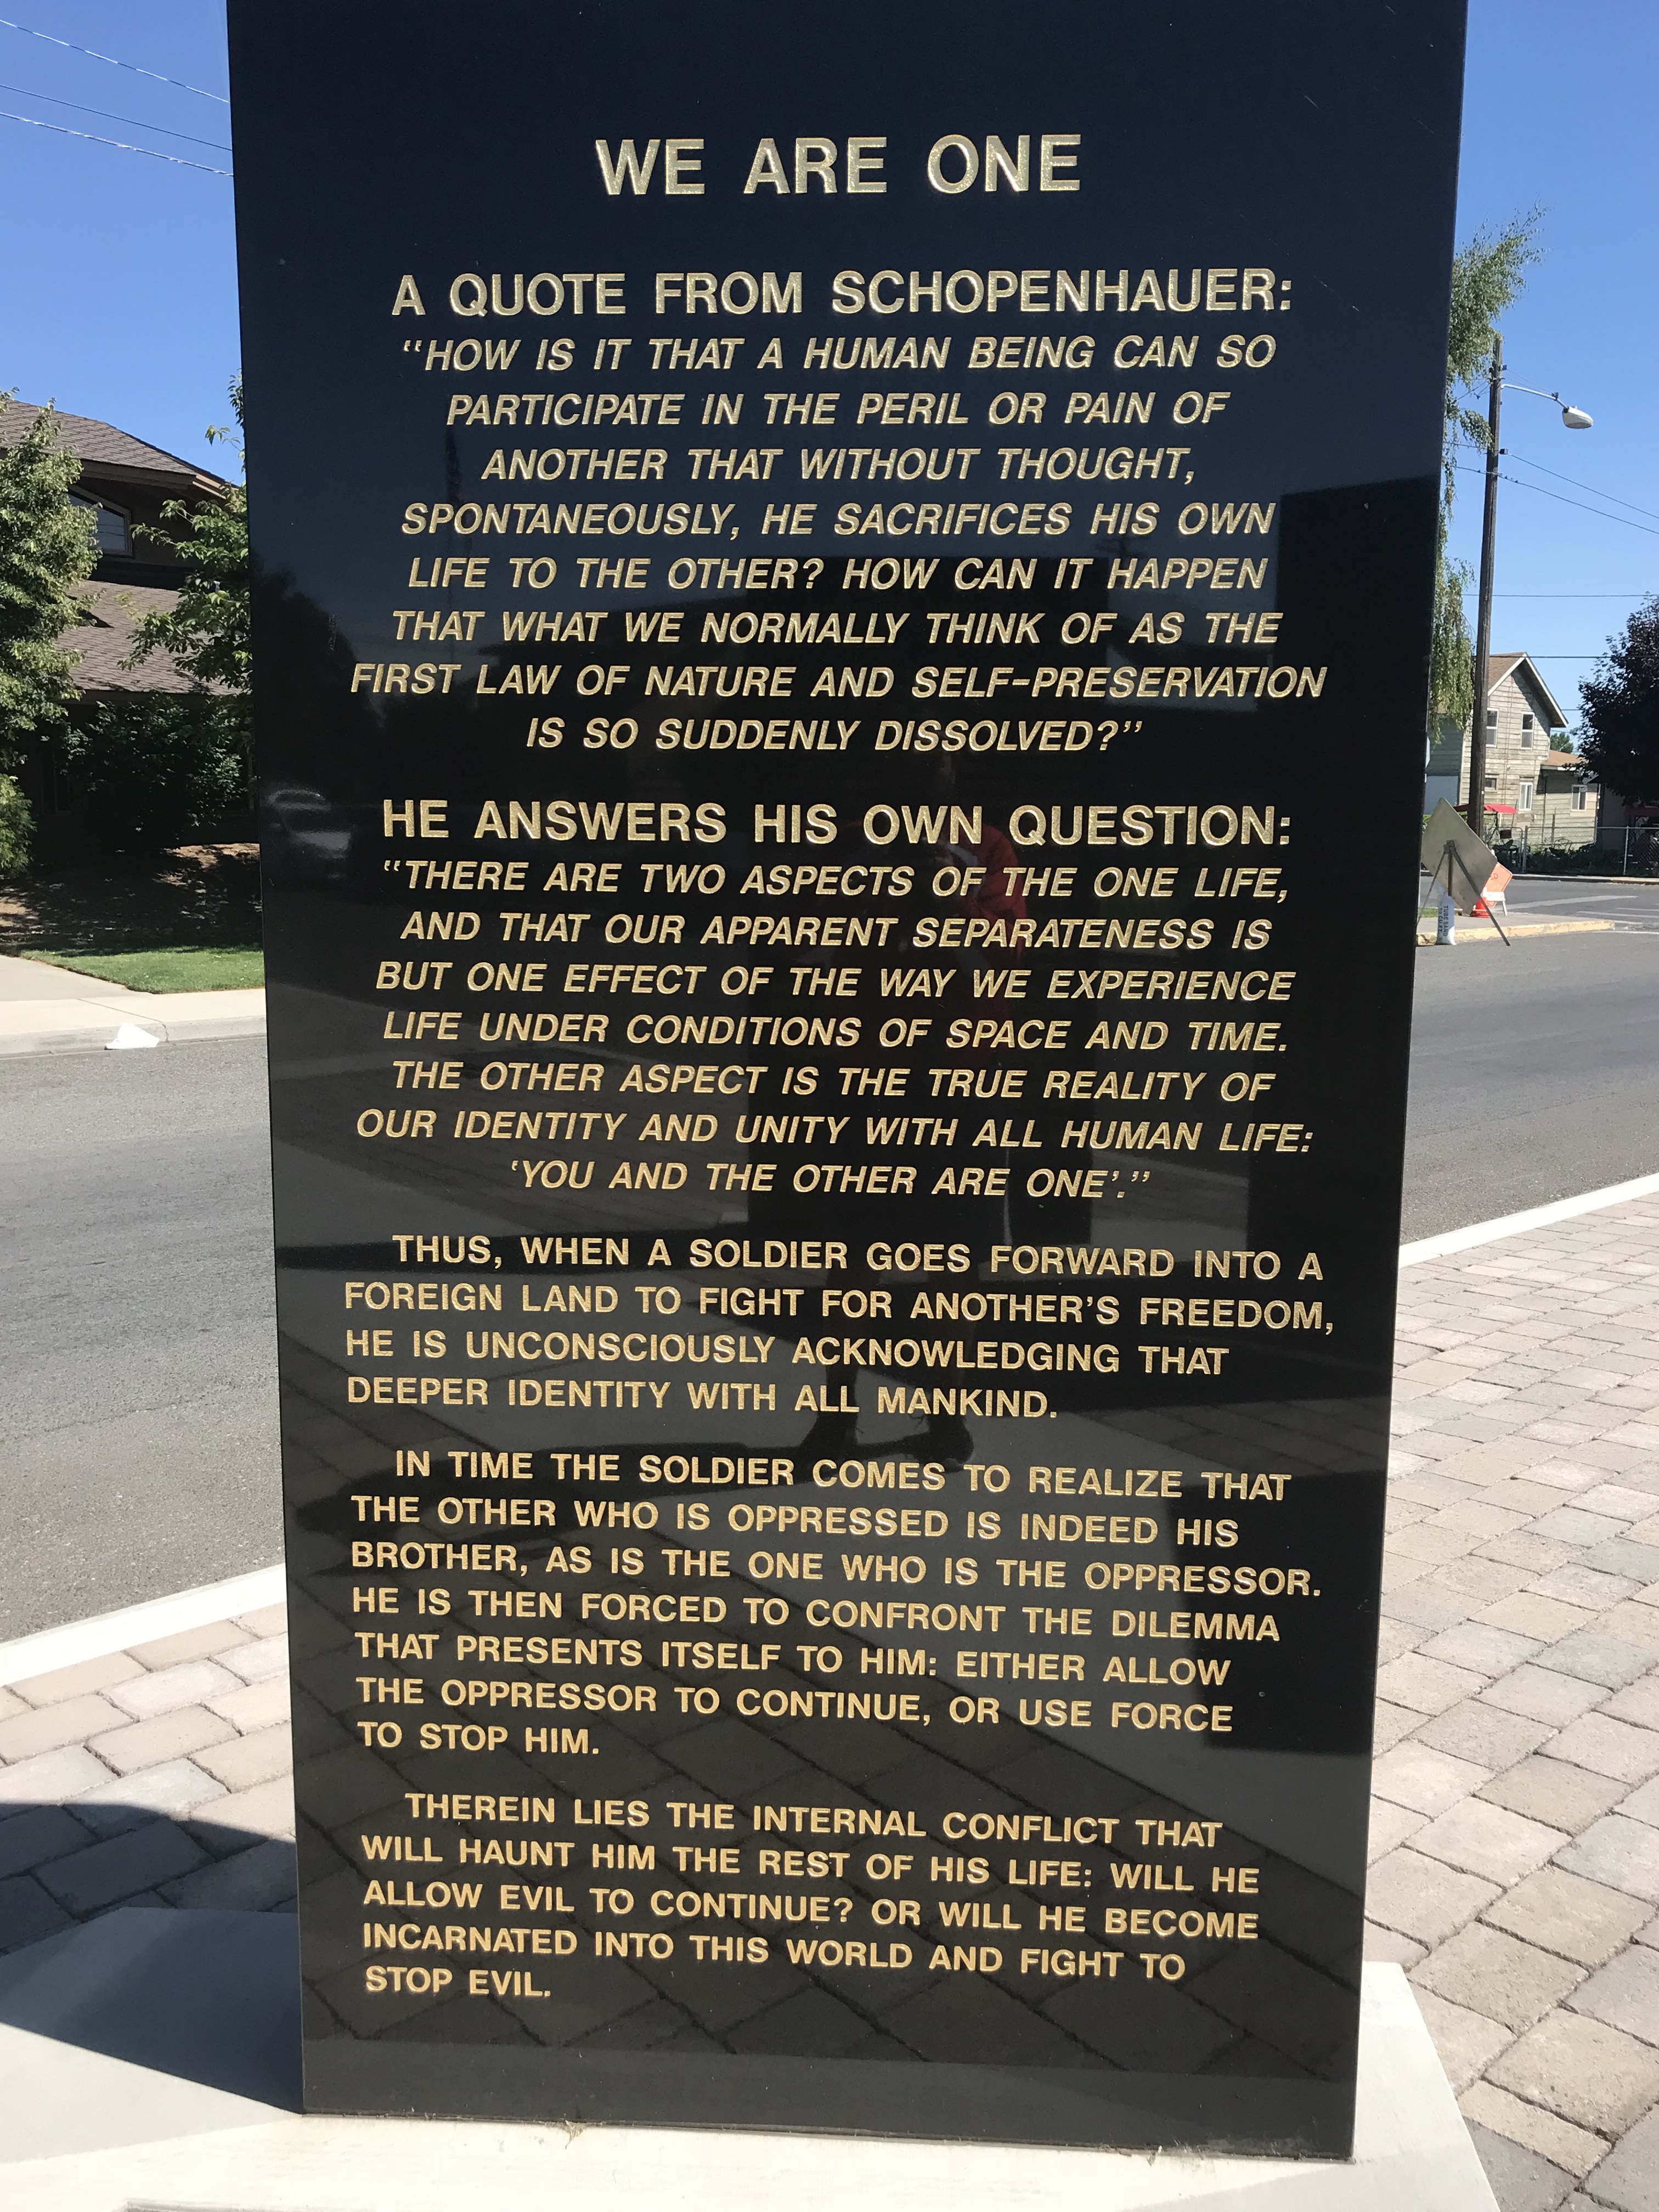 WE ARE ONE
A QUOTE FROM SCHOPENHAUER:
"HOW IS IT THAT A HUMAN BEING CAN SO
PARTICIPATE IN THE PERIL OR PAIN OF
ANOTHER THAT WITHOUT THOUGHT,
SPONTANEOUSLY, HE SACRIFICES HIS OWN
LIFE TO THE OTHER? HOW CAN IT HAPPEN
THAT WHAT WE NORMALLY THINK OF AS THE
FIRST LAW OF NATURE AND SELF-PRESERVATION
IS SO SUDDENLY DISSOLVED?"
HE ANSWERS HIS OWN QUESTION:
"THERE ARE TWO ASPECTS OF THE ONE LIFE,
AND THAT OUR APPARENT SEPARATENESS IS
BUT ONE EFFECT OF THE WAY WE EXPERIENCE
LIFE UNDER CONDITIONS OF SPACE AND TIME.
THE OTHER ASPECT IS THE TRUE REALITY OF
OUR IDENTITY AND UNITY WITH ALL HUMAN LIFE:
'YOU AND THE OTHER ARE ONE'."
THUS, WHEN A SOLDIER GOES FORWARD INTO A
FOREIGN LAND TO FIGHT FOR ANOTHER'S FREEDOM,
HE IS UNCONSCIOUSLY ACKNOWLEDGING THAT
DEEPER IDENTITY WITH ALL MANKIND.
IN TIME THE SOLDIER COMES TO REALIZE THAT
THE OTHER WHO IS OPPRESSED IS INDEED HIS
BROTHER, AS IS THE ONE WHO IS THE OPPRESSOR.
HE IS THEN FORCED TO CONFRONT THE DILEMMA
THAT PRESENTS ITSELF TO HIM: EITHER ALLOW
THE OPPRESSOR TO CONTINUE, OR USE FORCE
TO STOP HIM.
THEREIN LIES THE INTERNAL CONFLICT THAT
WILL HAUNT HIM THE REST OF HIS LIFE: WILL HE
ALLOW EVIL TO CONTINUE? OR WILL HE BECOME
INCARNATED INTO THIS WORLD AND FIGHT TO
STOP EVIL.